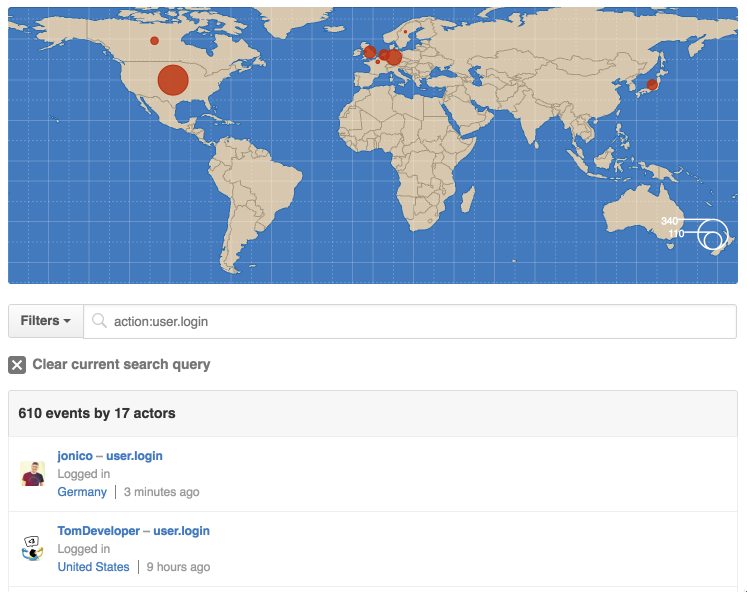 340
110
Filters
action:user.login
Clear current search query
610 events by 17 actors
jonico – user.login
Logged in
Germany | 3 minutes ago
TomDeveloper – user.login
Logged in
United States | 9 hours ago